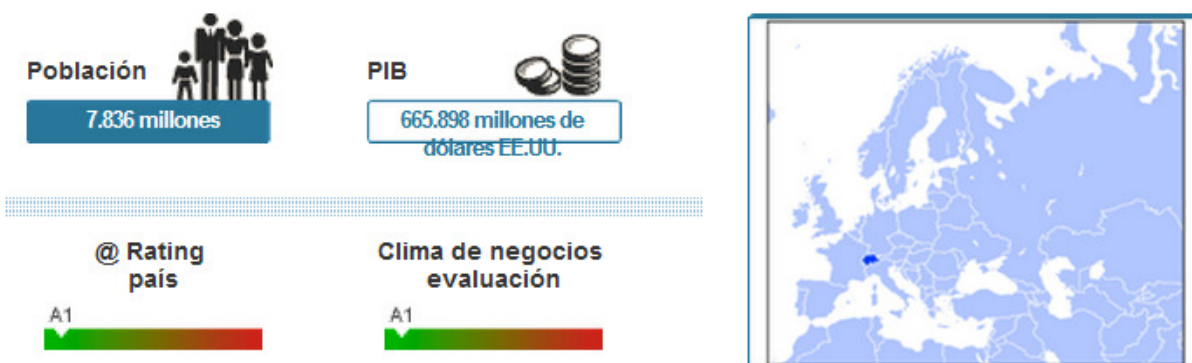 Población
7.836 millones
PIB
665.898 millones de
dólares EE.UU.
@ Rating
país
A1
Clima de negocios
evaluación
A1